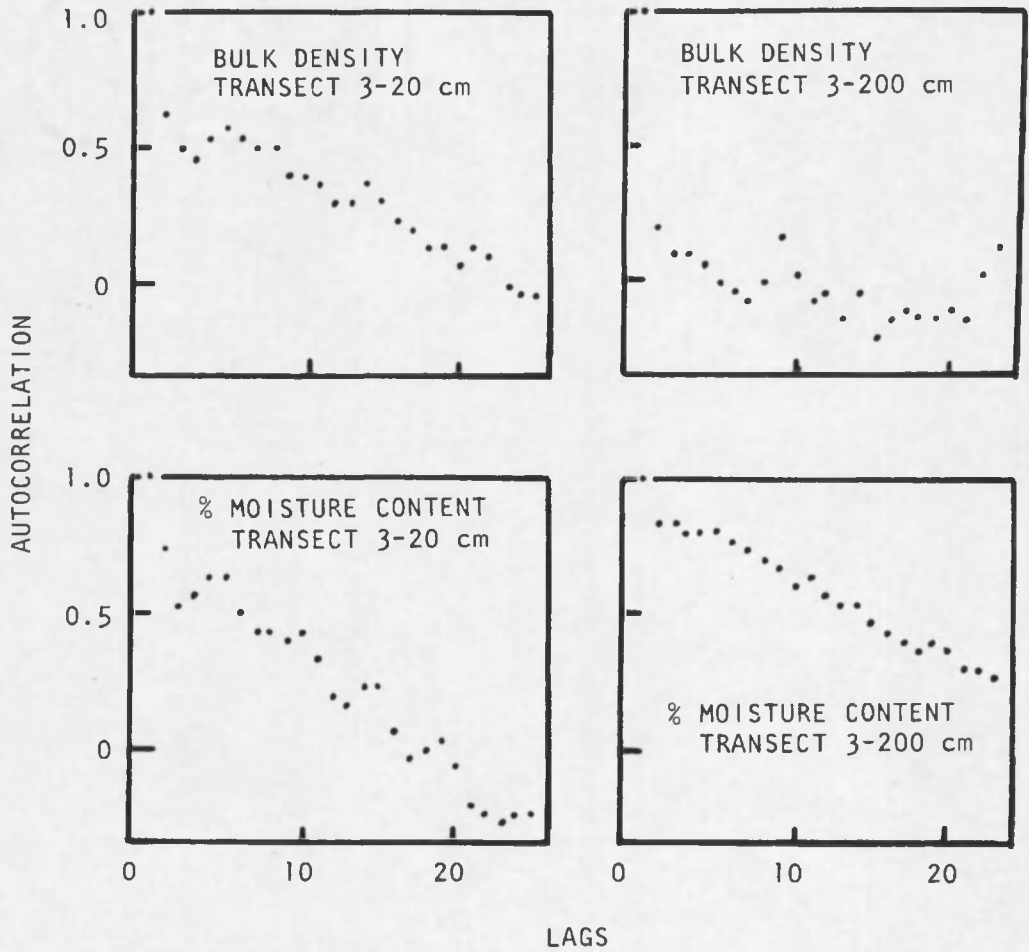 1.0
BULK DENSITY
TRANSECT 3-20 cm
0.5
0
BULK DENSITY
TRANSECT 3-200 cm
AUTOCORRELATION
1.0
% MOISTURE CONTENT
TRANSECT 3-20 cm
0.5
0
0 10 20
% MOISTURE CONTENT
TRANSECT 3-200 cm
0 10 20
LAGS